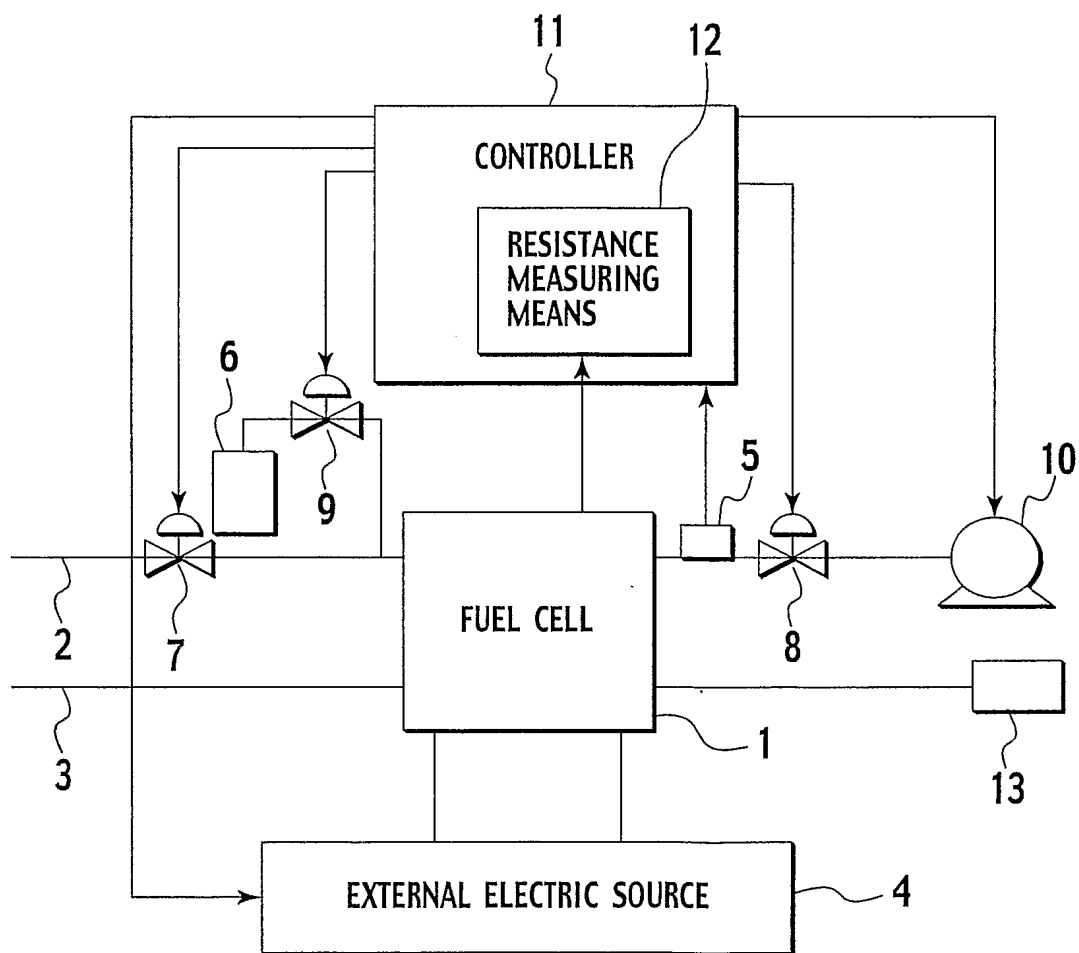 11
12
CONTROLLER
RESISTANCE
MEASURING
MEANS
6
9
5
10
2
7
FUEL CELL
8
3
1
13
EXTERNAL ELECTRIC SOURCE
4